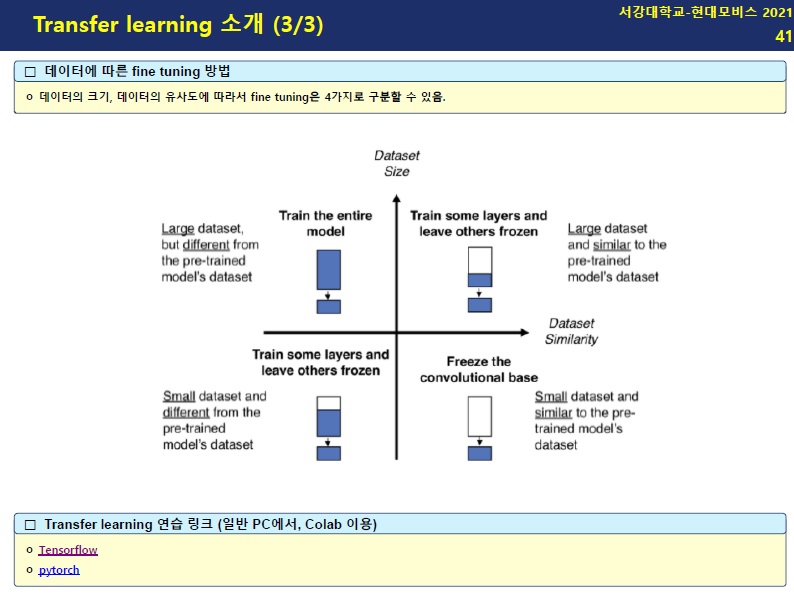 Transfer learning 소개 (3/3)
서강대학교-현대모비스 2021
41
□ 데이터에 따른 fine tuning 방법
o 데이터의 크기, 데이터의 유사도에 따라서 fine tuning은 4가지로 구분할 수 있음.
Dataset
Size
Large dataset,
but different from
the pre-trained
model's dataset
Train the entire
model
Train some layers and
leave others frozen
Large dataset
and similar to the
pre-trained
model's dataset
Dataset
Similarity
Train some layers and
leave others frozen
Small dataset and
different from the
pre-trained
model's dataset
Freeze the
convolutional base
Small dataset and
similar to the pre-
trained model's
dataset
□ Transfer learning 연습 링크 (일반 PC에서, Colab 이용)
o Tensorflow
o pytorch